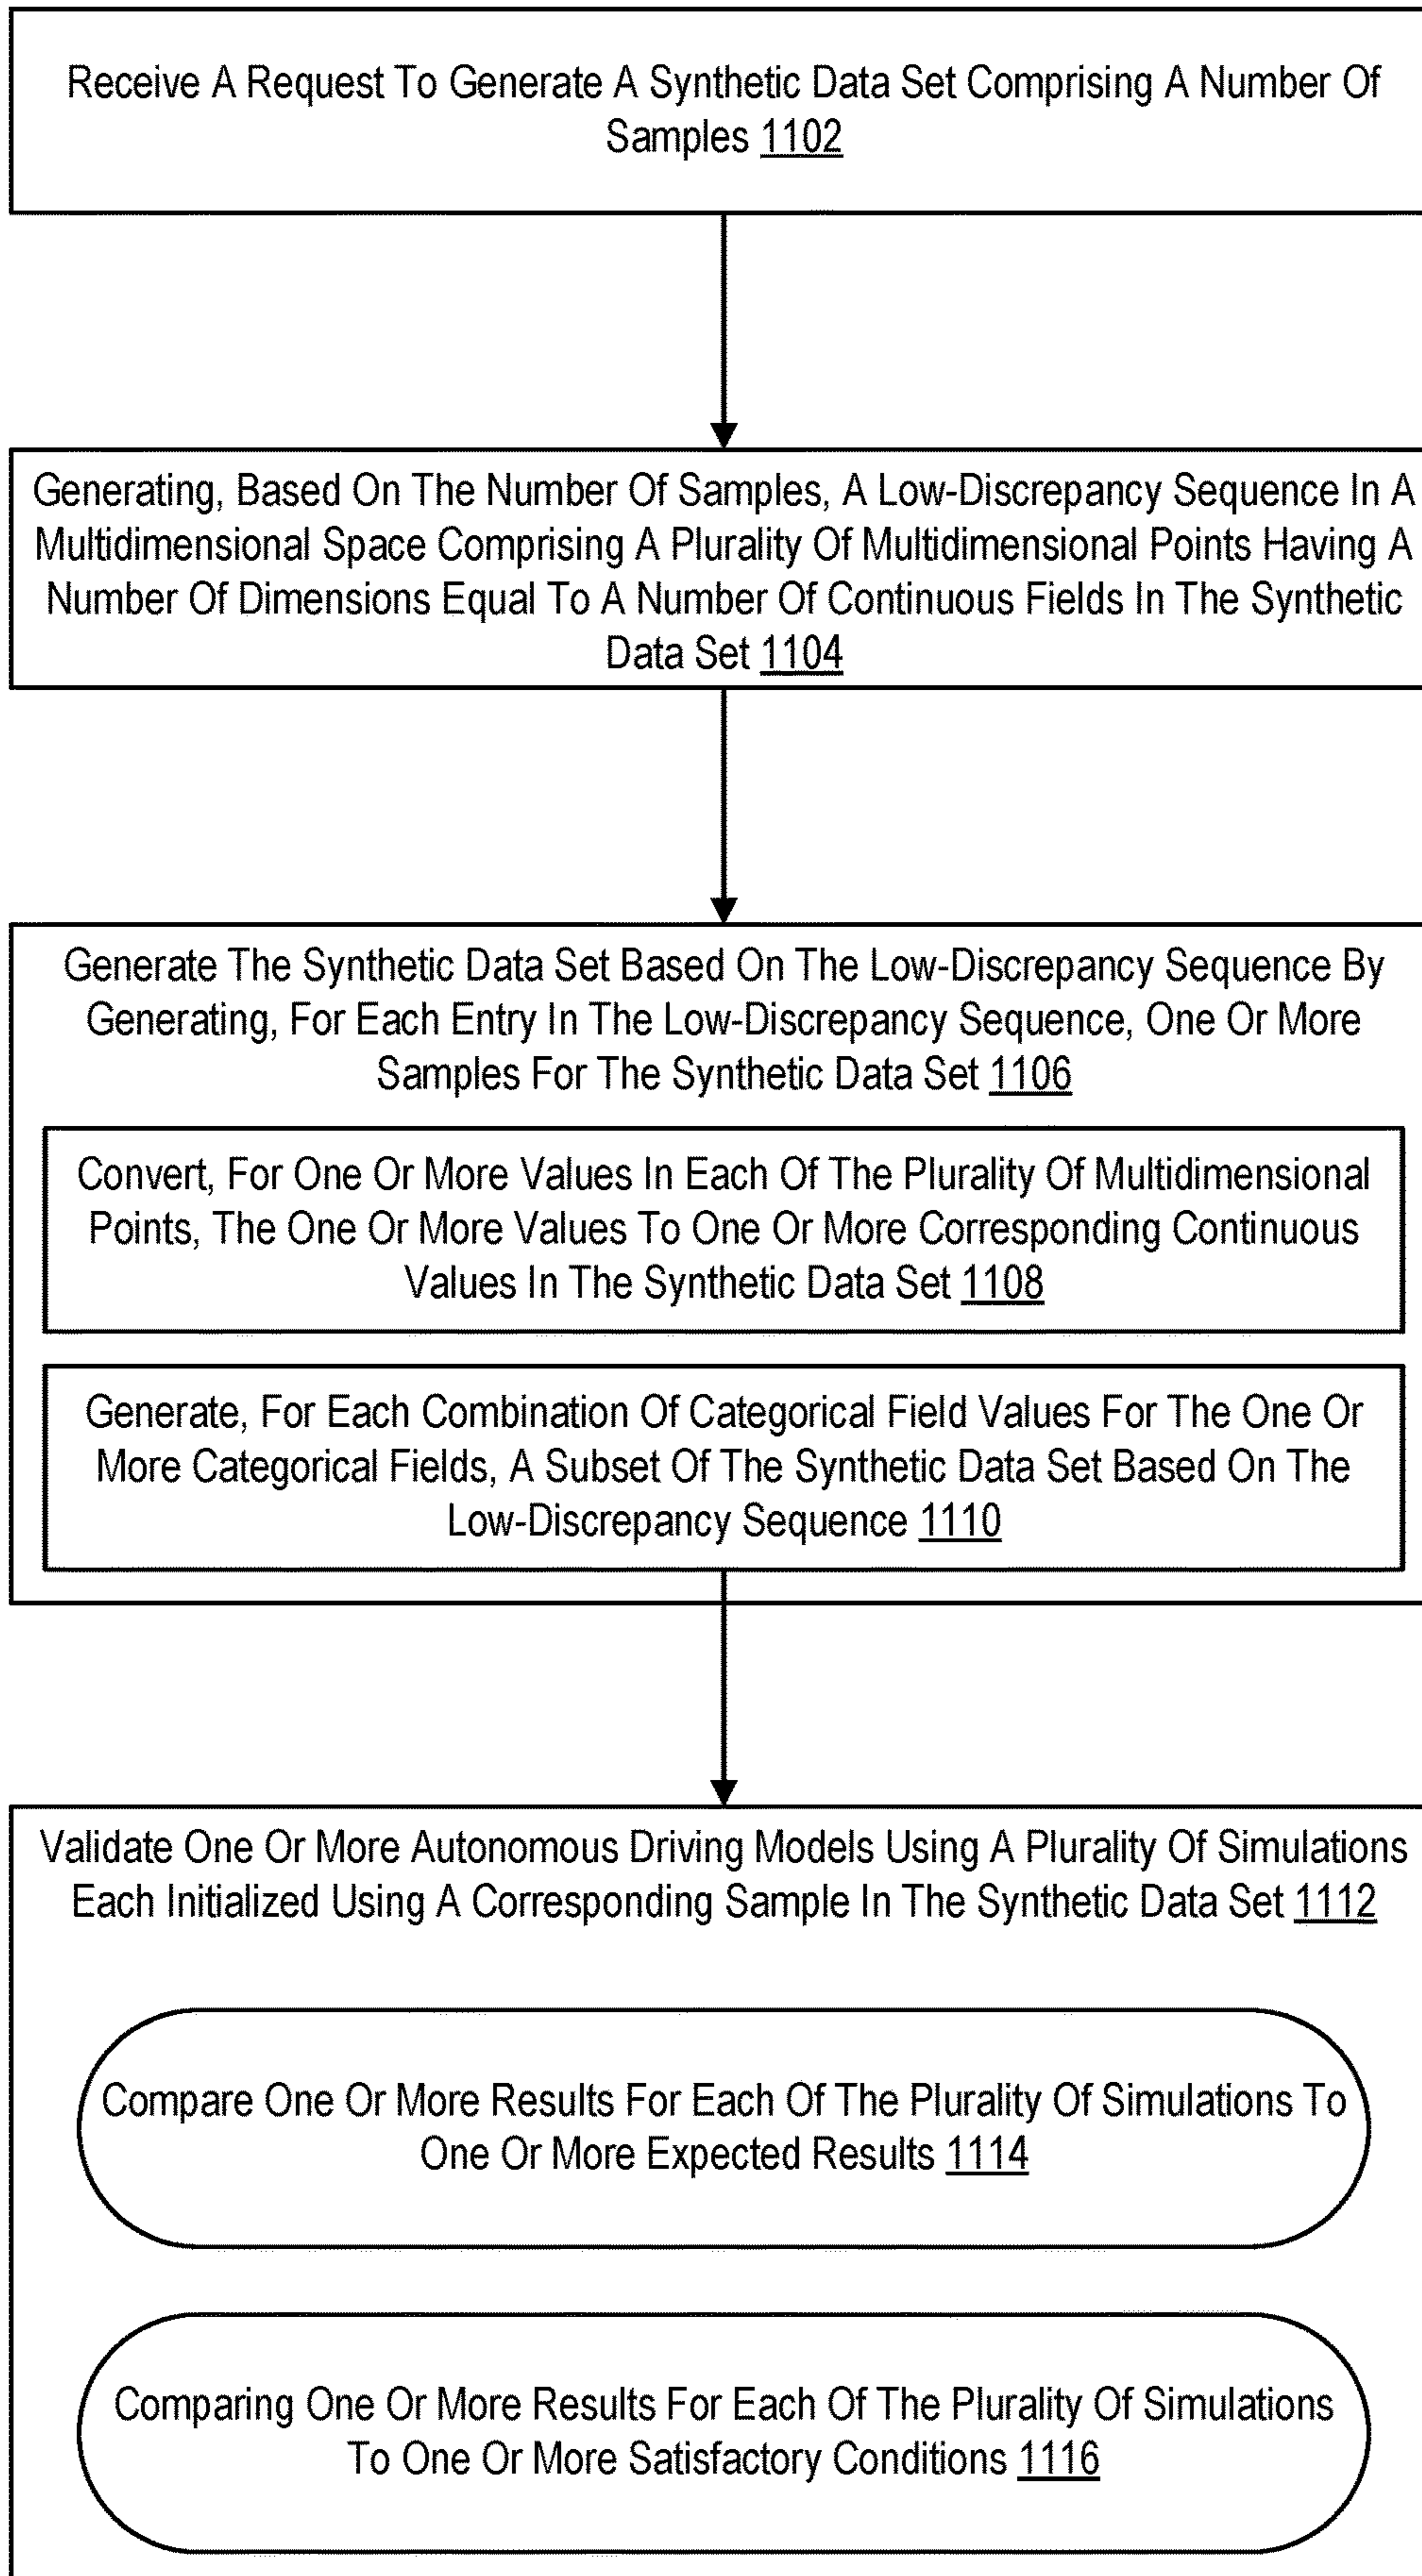 Receive A Request To Generate A Synthetic Data Set Comprising A Number Of
Samples 1102
Generating, Based On The Number Of Samples, A Low-Discrepancy Sequence In A
Multidimensional Space Comprising A Plurality Of Multidimensional Points Having A
Number Of Dimensions Equal To A Number Of Continuous Fields In The Synthetic
Data Set 1104
Generate The Synthetic Data Set Based On The Low-Discrepancy Sequence By
Generating, For Each Entry In The Low-Discrepancy Sequence, One Or More
Samples For The Synthetic Data Set 1106
Convert, For One Or More Values In Each Of The Plurality Of Multidimensional
Points, The One Or More Values To One Or More Corresponding Continuous
Values In The Synthetic Data Set 1108
Generate, For Each Combination Of Categorical Field Values For The One Or
More Categorical Fields, A Subset Of The Synthetic Data Set Based On The
Low-Discrepancy Sequence 1110
Validate One Or More Autonomous Driving Models Using A Plurality Of Simulations
Each Initialized Using A Corresponding Sample In The Synthetic Data Set 1112
Compare One Or More Results For Each Of The Plurality Of Simulations To
One Or More Expected Results 1114
Comparing One Or More Results For Each Of The Plurality Of Simulations
To One Or More Satisfactory Conditions 1116